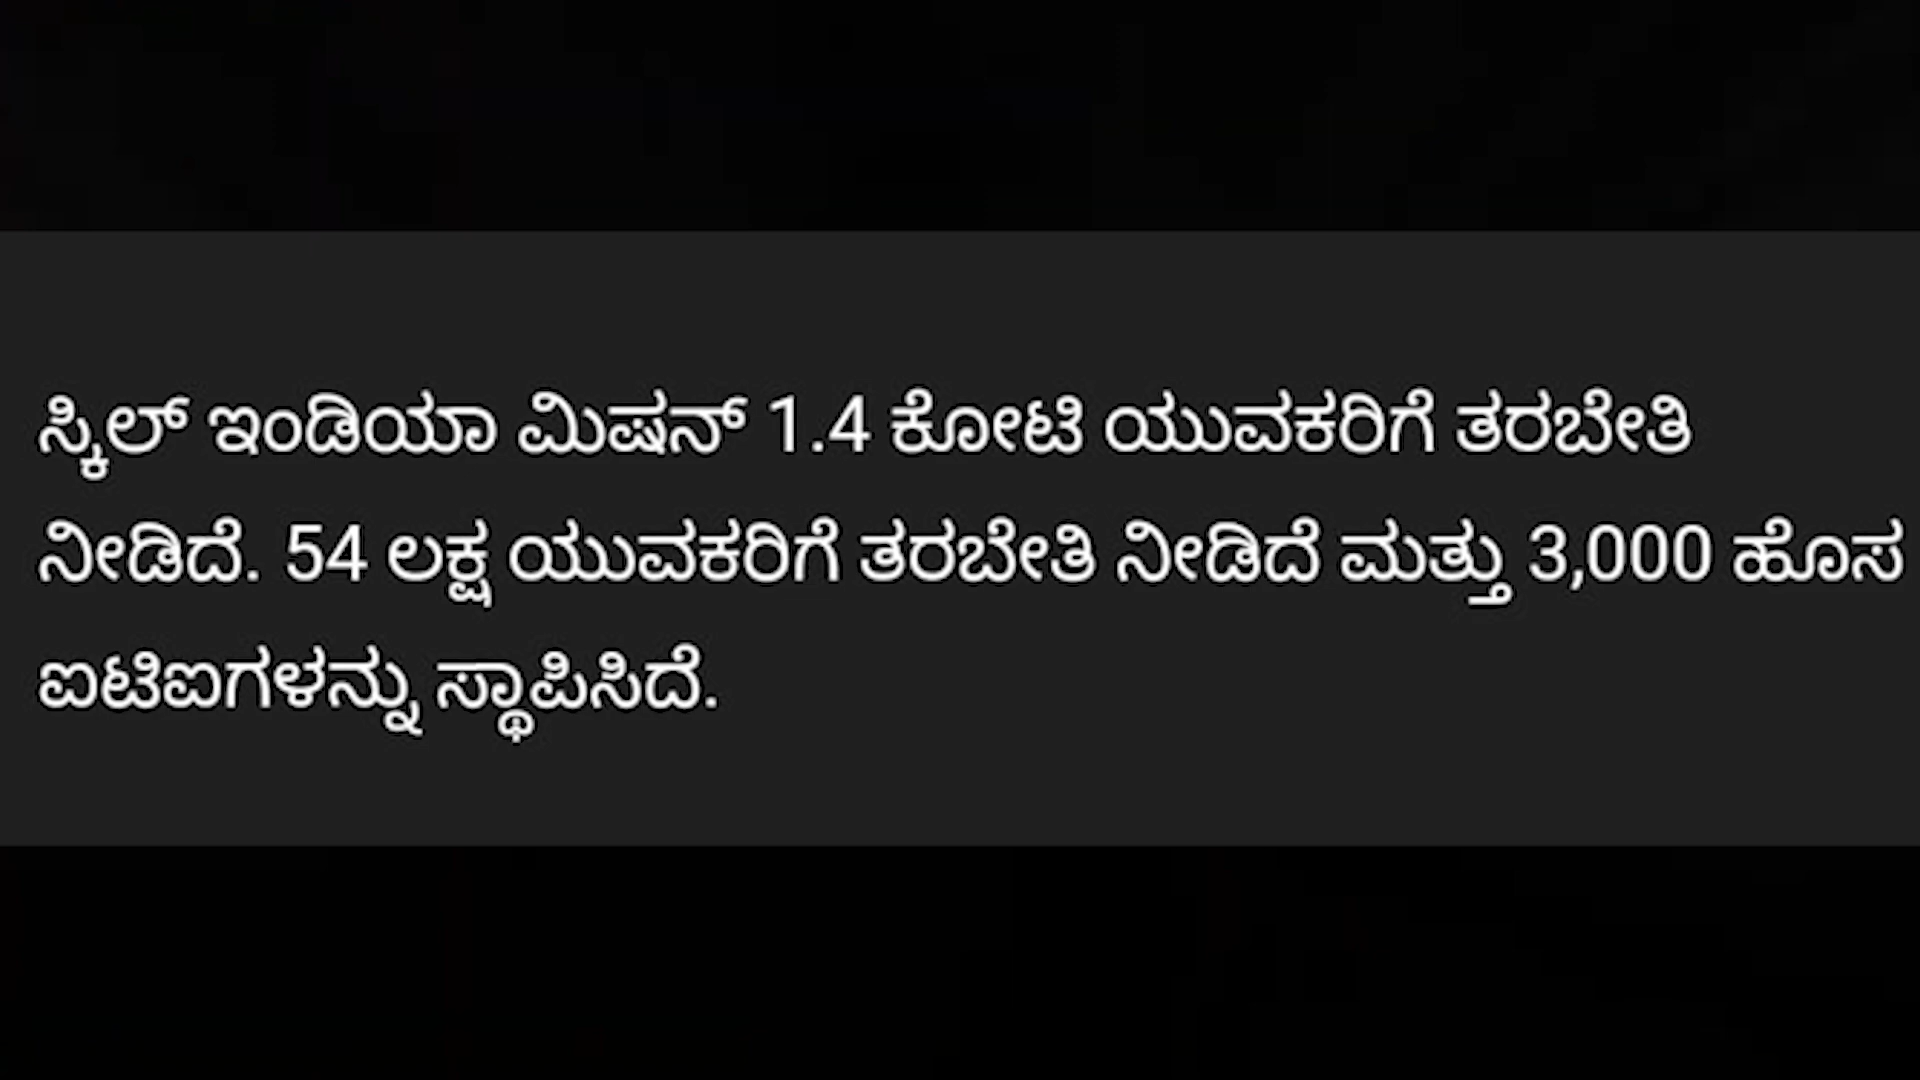 ಸ್ಕಿಲ್ ಇಂಡಿಯಾ ಮಿಷನ್ 1.4 ಕೋಟಿ ಯುವಕರಿಗೆ ತರಬೇತಿ
ನೀಡಿದೆ. 54 ಲಕ್ಷ ಯುವಕರಿಗೆ ತರಬೇತಿ ನೀಡಿದೆ ಮತ್ತು 3,000 ಹೊಸ
ಐಟಿಐಗಳನ್ನು ಸ್ಥಾಪಿಸಿದೆ.